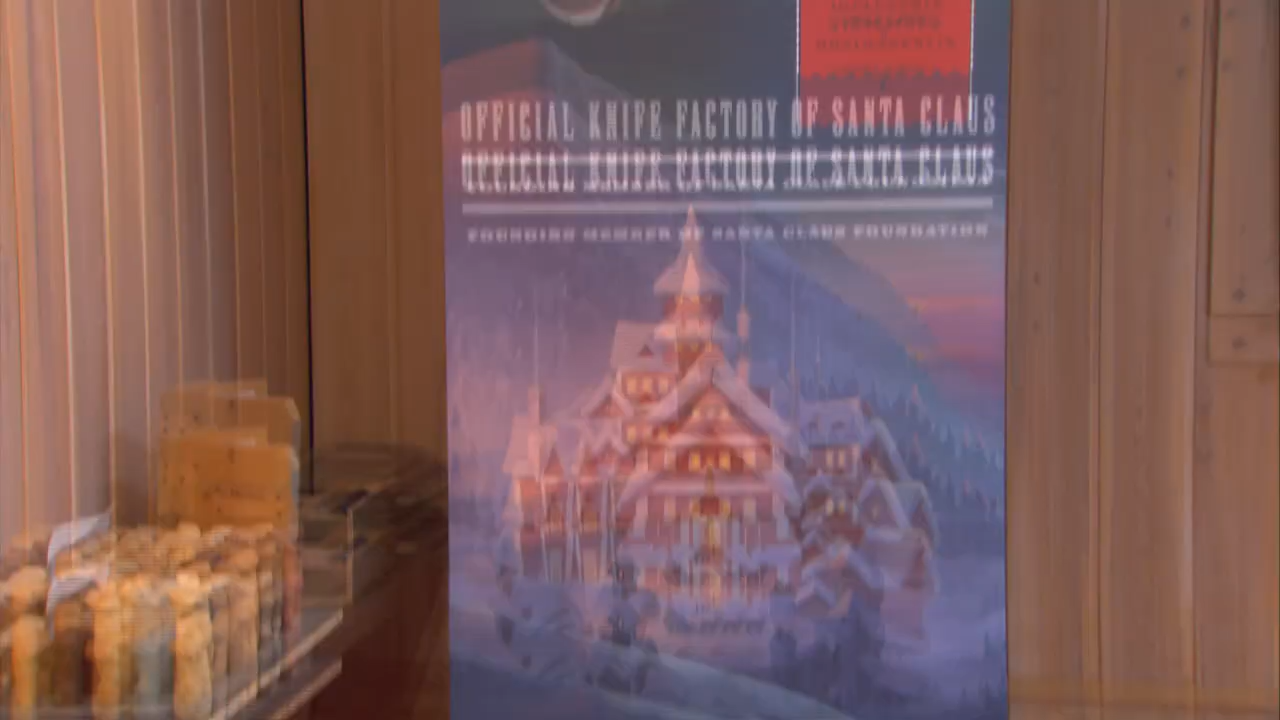 OFFICIAL KNIFE FACTORY OF SANTA CLAUS
OFFICIAL KNIFE FACTORY OF SANTA CLAUS
FOUNDING MEMBER OF SANTA CLAUS FOUNDATION